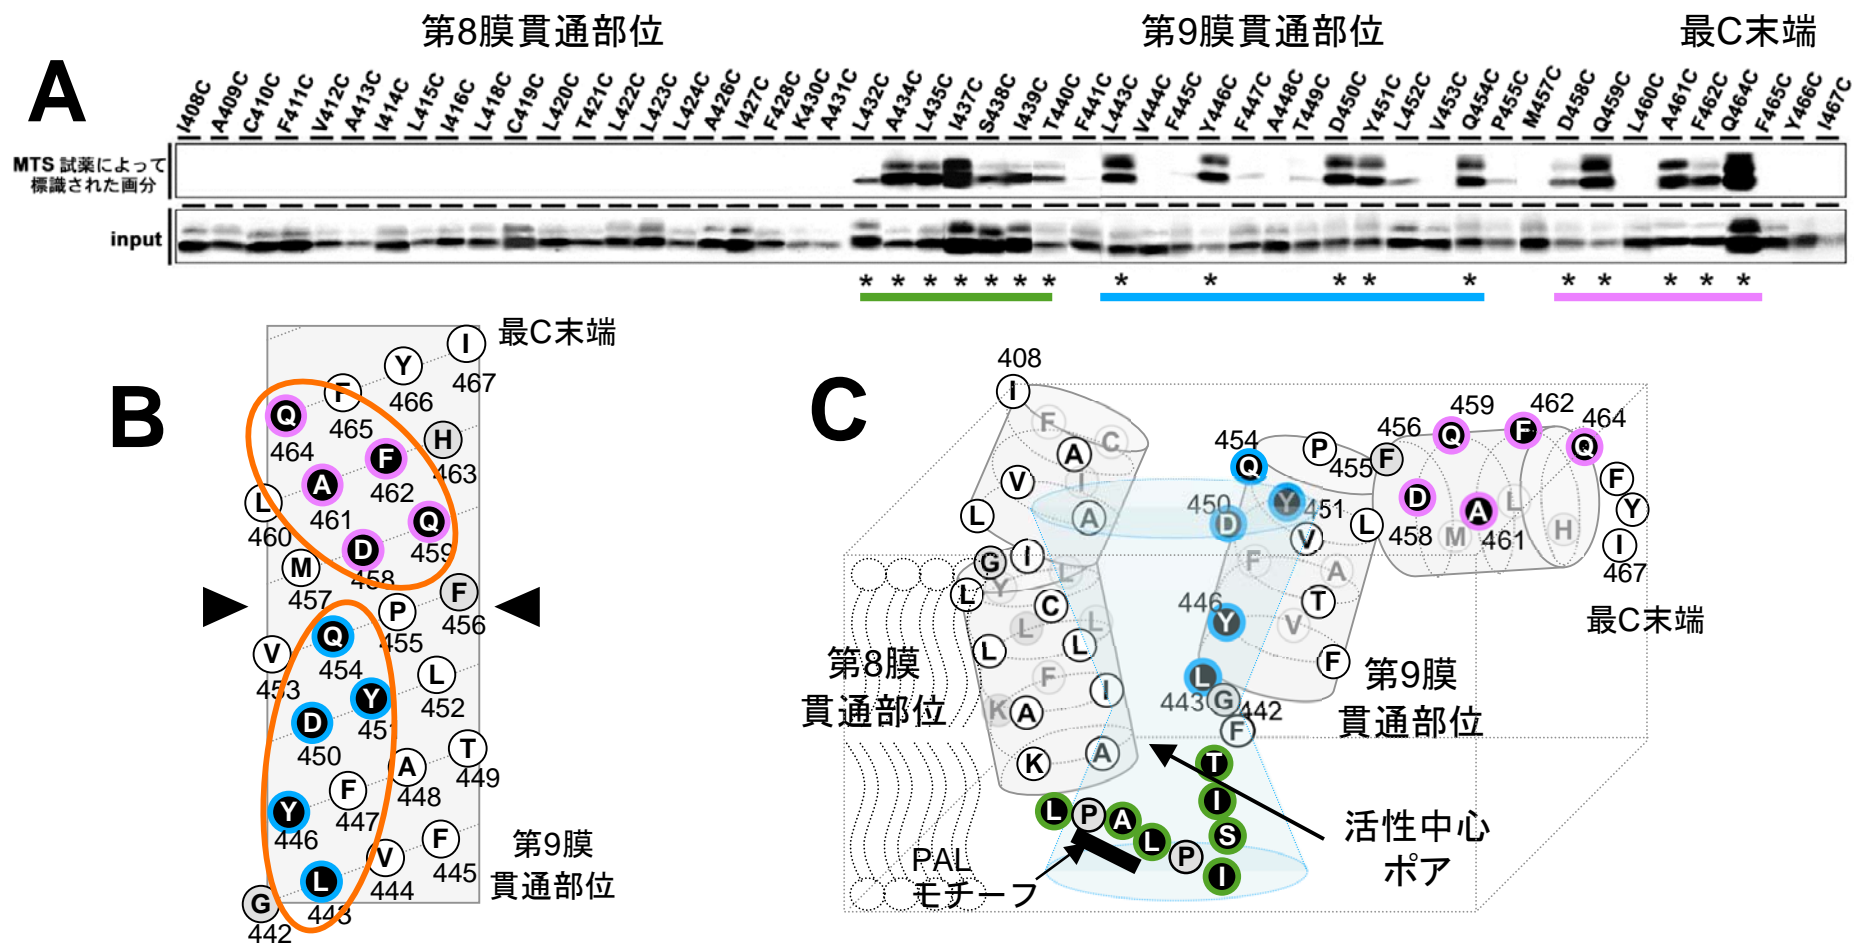 第8膜貫通部位
第9膜貫通部位
最C末端
A
I408C A409C C410C F411C V412C A413C I414C L415C I416C L418C C419C L420C T421C L422C L423C L424C A426C I427C F428C K430C A431C L432C A434C L435C I437C S438C I439C T440C F441C L443C V444C F445C Y446C F447C A448C T449C D450C Y451C L452C V453C Q454C P455C M457C D458C Q459C L460C A461C F462C Q464C F465C Y466C I467C
MTS 試薬によって
標識された画分
input
* * * * * * * * * * * * * * * * *
B
最C末端
I
467
Y
466
F
465
Q
464
H
463
F
462
A
461
L
460
Q
459
D
458
M
457
F
456
P
455
Q
454
V
453
L
452
Y
451
D
450
T
449
A
448
F
447
Y
446
F
445
V
444
L
443
G
442
第9膜
貫通部位
C
408
I
F
C
A
V
I
L
A
G
I
L
Y
L
C
L
L
L
L
F
I
K
A
K
A
第8膜
貫通部位
L
P
A
L
P
I
S
I
T
PAL
モチーフ
活性中心
ポア
F
G
442
L
443
F
V
Y
446
T
A
F
V
D
450
Y
451
L
Q
454
P
455
F
456
第9膜
貫通部位
M
D
458
Q
459
L
A
461
F
462
H
Q
464
F
Y
I
467
最C末端